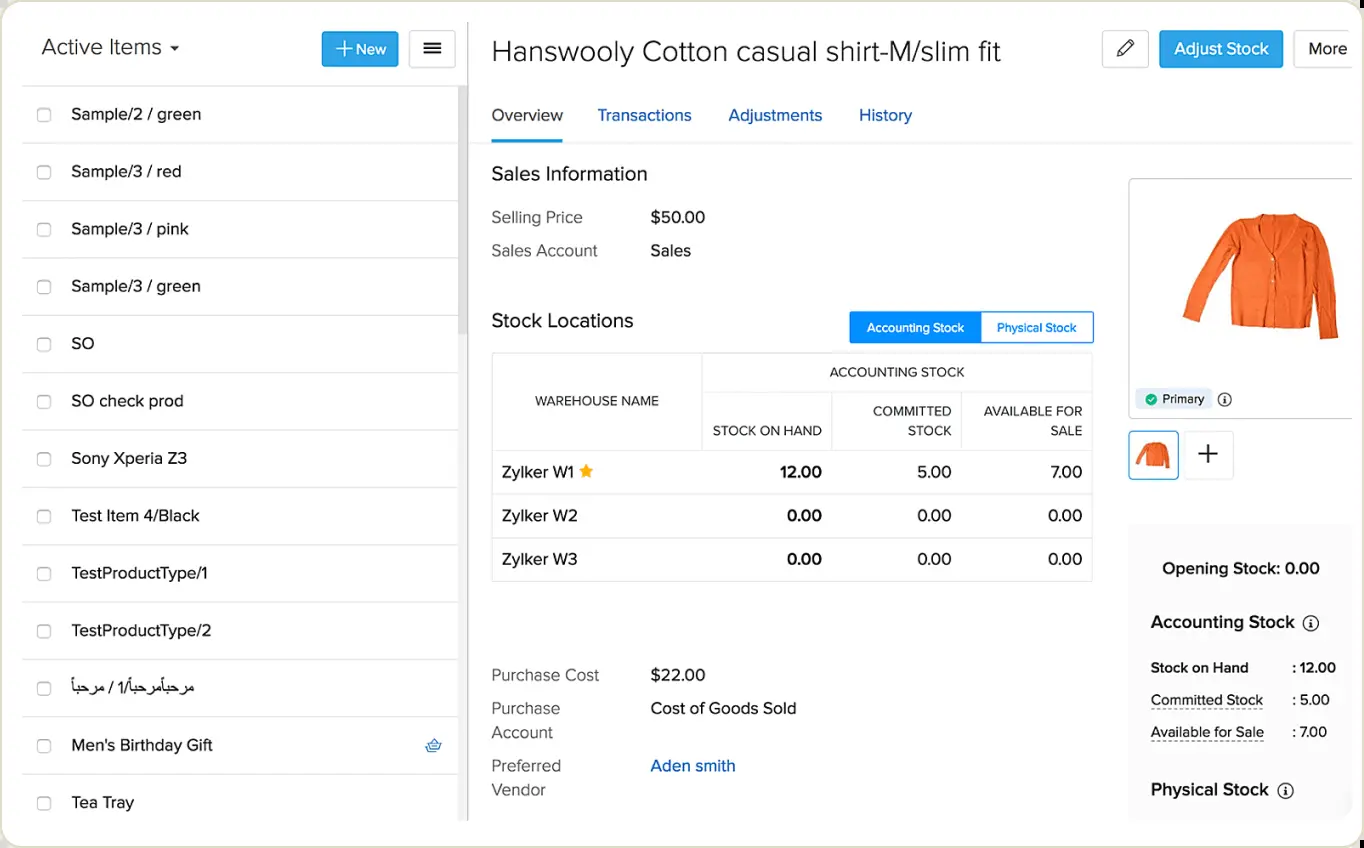 Active Items
New
Sample/2 / green
Sample/3 / red
Sample/3 / pink
Sample/3 / green
SO
SO check prod
Sony Xperia Z3
Test Item 4/Black
TestProductType/1
TestProductType/2
مرحباًمرحباً/1 / مرحباً
Men's Birthday Gift
Tea Tray
Hanswooly Cotton casual shirt-M/slim fit
Adjust Stock
More
Overview
Transactions
Adjustments
History
Sales Information
Selling Price $50.00
Sales Account Sales
Stock Locations
Accounting Stock
Physical Stock
WAREHOUSE NAME
ACCOUNTING STOCK
STOCK ON HAND
COMMITTED
STOCK
AVAILABLE FOR
SALE
Zylker W1 12.00 5.00 7.00
Zylker W2 0.00 0.00 0.00
Zylker W3 0.00 0.00 0.00
Purchase Cost $22.00
Purchase
Account
Cost of Goods Sold
Preferred
Vendor
Aden smith
Primary
Opening Stock: 0.00
Accounting Stock
Stock on Hand : 12.00
Committed Stock : 5.00
Available for Sale : 7.00
Physical Stock